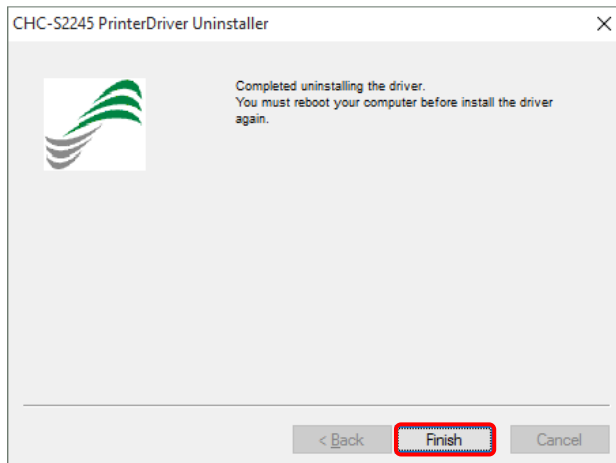 CHC-S2245 PrinterDriver Uninstaller
Completed uninstalling the driver.
You must reboot your computer before install the driver
again.
< Back
Finish
Cancel